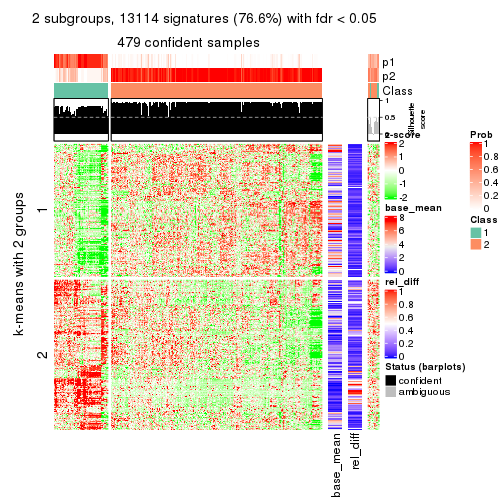 2 subgroups, 13114 signatures (76.6%) with fdr < 0.05
479 confident samples
p1
p2
Class
1
0.5
0
Silhouette
score
z-score
2
1
0
-1
-2
base_mean
8
6
4
2
0
rel_diff
1
0.8
0.6
0.4
0.2
0
Status (barplots)
confident
ambiguous
Prob
1
0.8
0.6
0.4
0.2
0
Class
1
2
k-means with 2 groups
1
2
base_mean
rel_diff